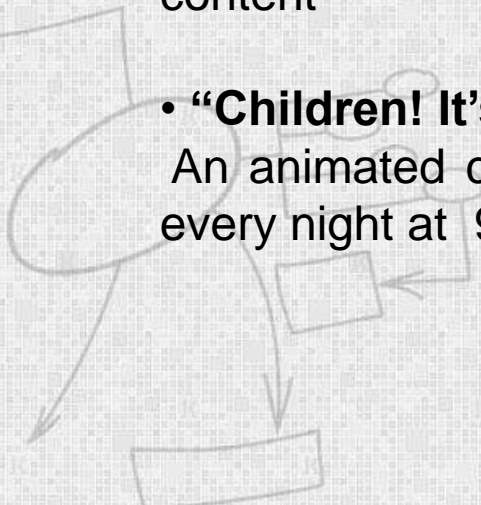 content
• “Children! It’s
An animated
every night at